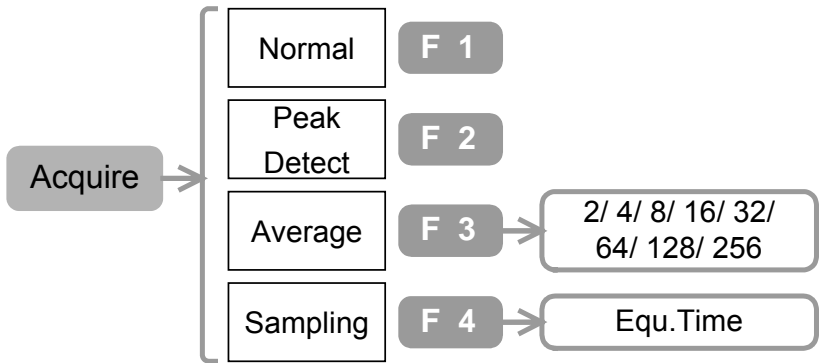 Acquire
Normal
F 1
Peak
Detect
F 2
Average
F 3
2/ 4/ 8/ 16/ 32/
64/ 128/ 256
Sampling
F 4
Equ.Time